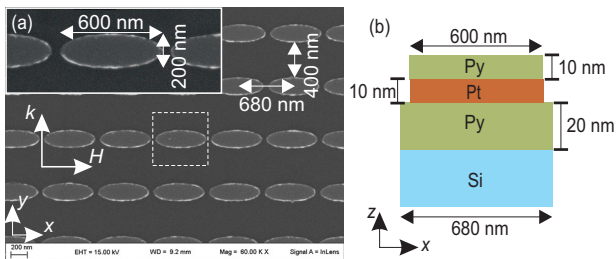 (a)
600 nm
200 nm
400 nm
680 nm
k
H
y
x
200 nm
EHT = 15.00 kV
WD = 9.2 mm
Mag = 60.00 K X
Signal A = InLens
(b)
600 nm
Py
10 nm
10 nm
Pt
Py
20 nm
Si
680 nm
z
x